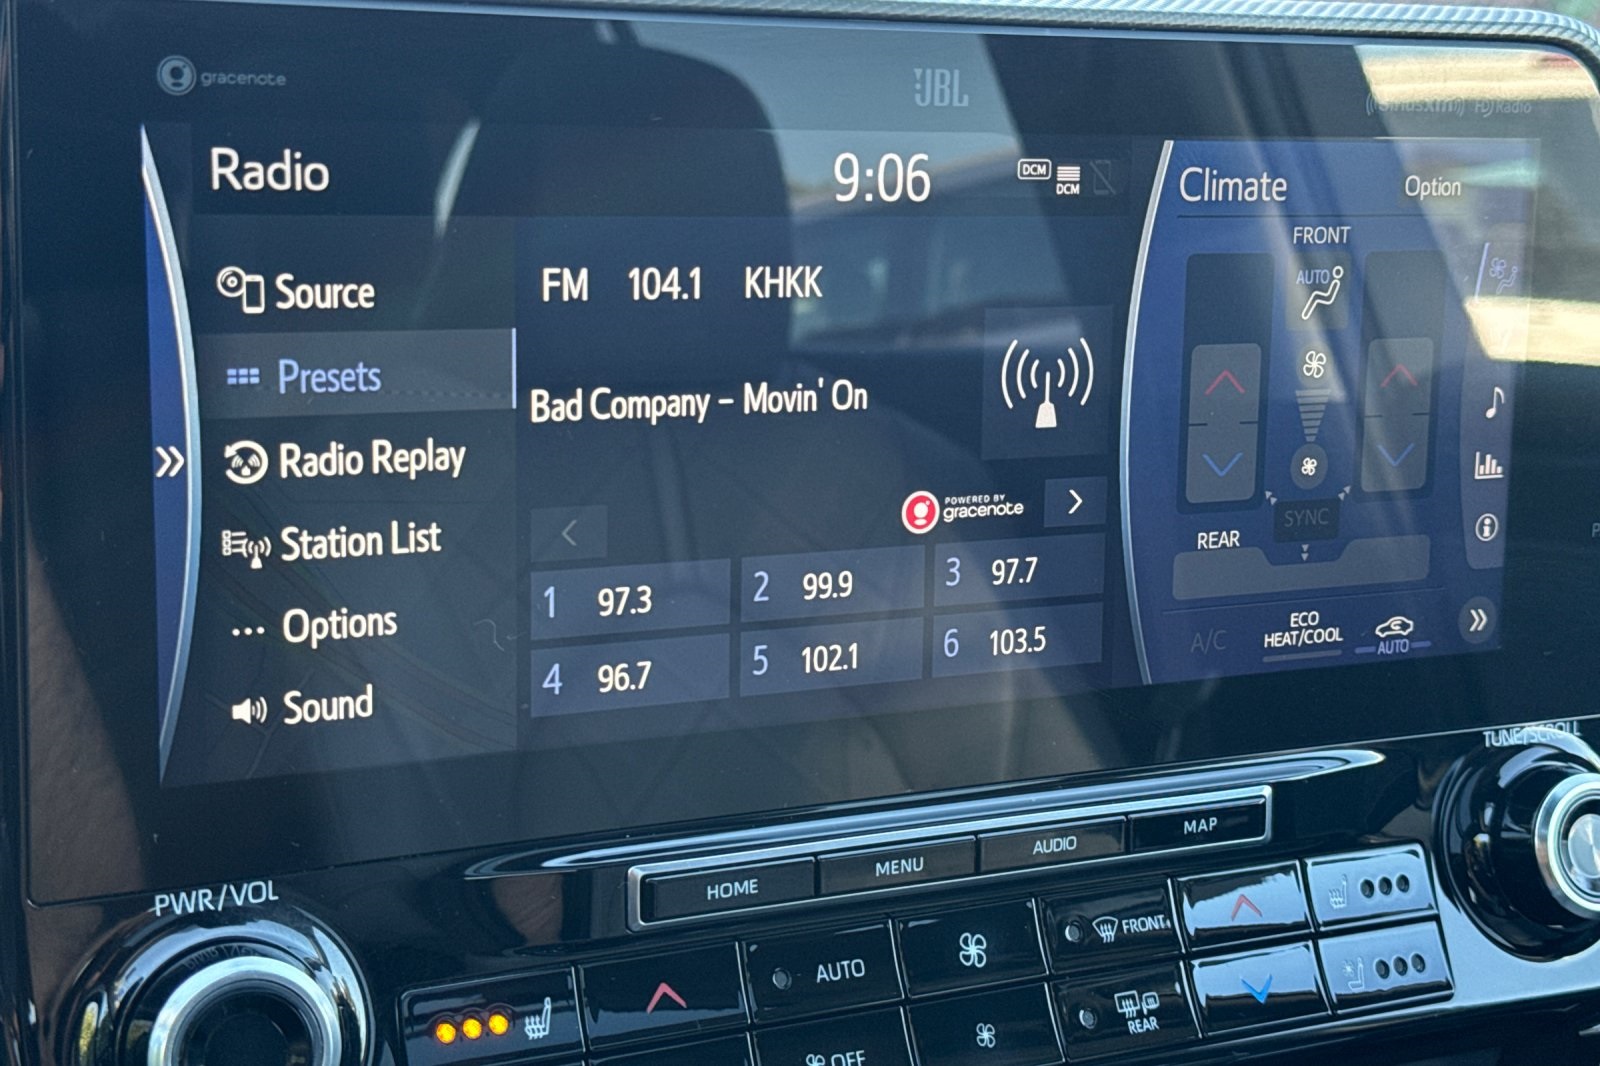 gracenote
JBL
SiriusXM HD Radio
Radio
9:06
DCM
DCM
Source
Presets
Radio Replay
Station List
Options
Sound
FM 104.1 KHKK
Bad Company – Movin' On
POWERED BY
gracenote
1 97.3
2 99.9
3 97.7
4 96.7
5 102.1
6 103.5
Climate
Option
FRONT
AUTO
SYNC
REAR
A/C
ECO
HEAT/COOL
AUTO
TUNE/SCROLL
PWR/VOL
HOME
MENU
AUDIO
MAP
AUTO
FRONT
REAR
OFF